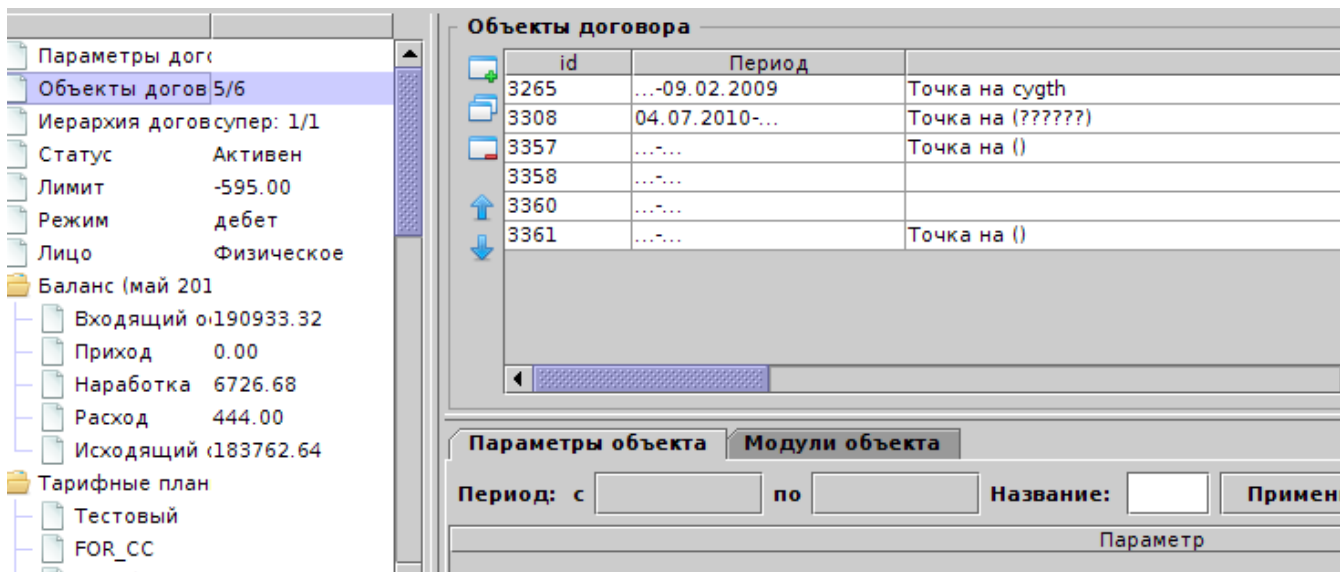 Параметры дого
Объекты догов 5/6
Иерархия догов супер: 1/1
Статус Активен
Лимит -595.00
Режим дебет
Лицо Физическое
Баланс (май 201
Входящий о 190933.32
Приход 0.00
Наработка 6726.68
Расход 444.00
Исходящий 183762.64
Тарифные план
Тестовый
FOR_CC
Объекты договора
id Период
3265 ...-09.02.2009 Точка на cygth
3308 04.07.2010-... Точка на (??????)
3357 ...-... Точка на ()
3358 ...-...
3360 ...-...
3361 ...-... Точка на ()
Параметры объекта Модули объекта
Период: с по Название: Примен
Параметр